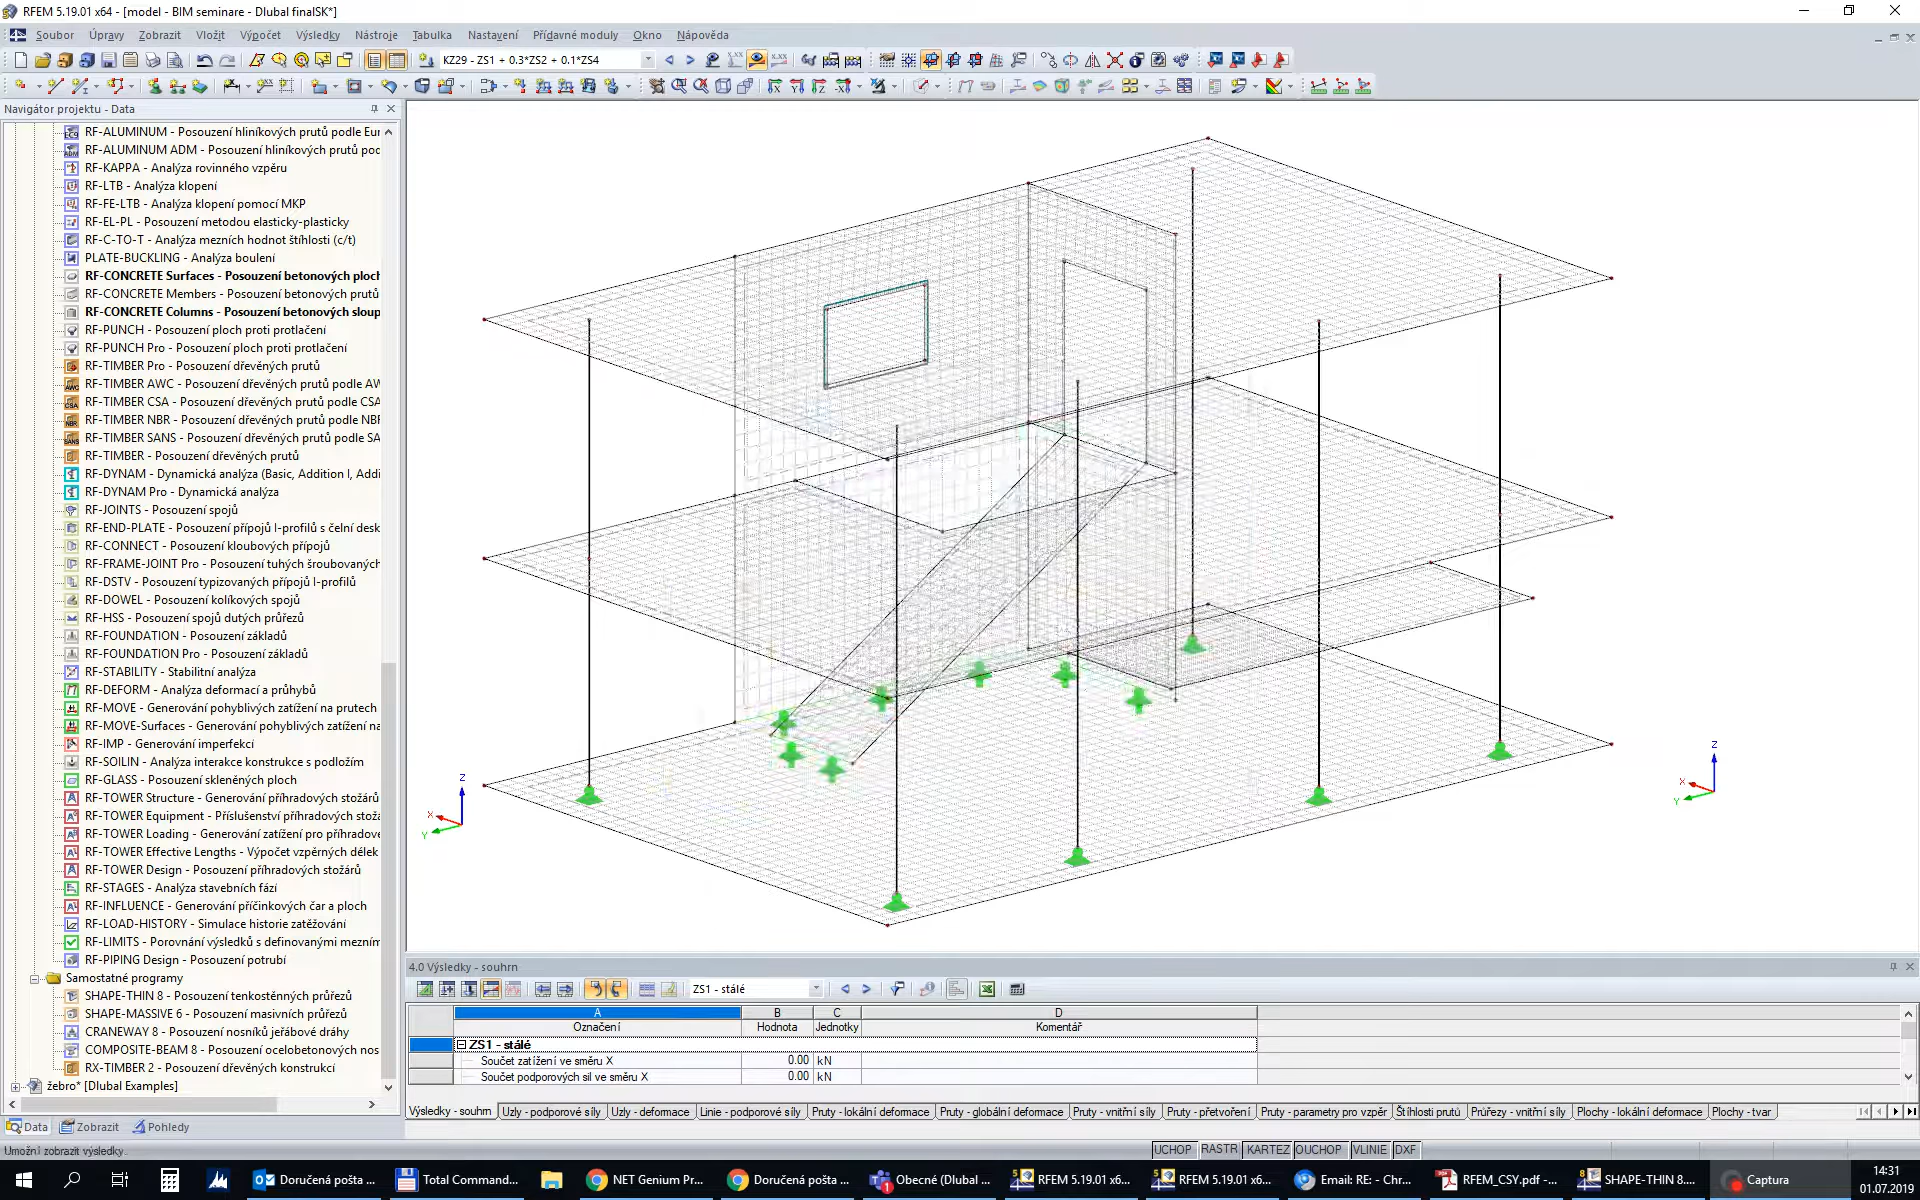 RFEM 5.19.01 x64 - [model - BIM seminare - Dlubal finalSK*]
Soubor Úpravy Zobrazit Vložit Výpočet Výsledky Nástroje Tabulka Nastavení Přídavné moduly Okno Nápověda
KZ29 - ZS1 + 0.3*ZS2 + 0.1*ZS4
Navigátor projektu - Data
RF-ALUMINUM - Posouzení hliníkových prutů podle Eur
RF-ALUMINUM ADM - Posouzení hliníkových prutů poc
RF-KAPPA - Analýza rovinného vzpěru
RF-LTB - Analýza klopení
RF-FE-LTB - Analýza klopení pomocí MKP
RF-EL-PL - Posouzení metodou elasticky-plasticky
RF-C-TO-T - Analýza mezních hodnot štíhlosti (c/t)
PLATE-BUCKLING - Analýza boulení
RF-CONCRETE Surfaces - Posouzení betonových ploch
RF-CONCRETE Members - Posouzení betonových prutů
RF-CONCRETE Columns - Posouzení betonových sloup
RF-PUNCH - Posouzení ploch proti protlačení
RF-PUNCH Pro - Posouzení ploch proti protlačení
RF-TIMBER Pro - Posouzení dřevěných prutů
RF-TIMBER AWC - Posouzení dřevěných prutů podle AW
RF-TIMBER CSA - Posouzení dřevěných prutů podle CSA
RF-TIMBER NBR - Posouzení dřevěných prutů podle NBF
RF-TIMBER SANS - Posouzení dřevěných prutů podle SA
RF-TIMBER - Posouzení dřevěných prutů
RF-DYNAM - Dynamická analýza (Basic, Addition I, Addi
RF-DYNAM Pro - Dynamická analýza
RF-JOINTS - Posouzení spojů
RF-END-PLATE - Posouzení přípojů I-profilů s čelní desk
RF-CONNECT - Posouzení kloubových přípojů
RF-FRAME-JOINT Pro - Posouzení tuhých šroubovaných
RF-DSTV - Posouzení typizovaných přípojů I-profilů
RF-DOWEL - Posouzení kolíkových spojů
RF-HSS - Posouzení spojů dutých průřezů
RF-FOUNDATION - Posouzení základů
RF-FOUNDATION Pro - Posouzení základů
RF-STABILITY - Stabilitní analýza
RF-DEFORM - Analýza deformací a průhybů
RF-MOVE - Generování pohyblivých zatížení na prutech
RF-MOVE-Surfaces - Generování pohyblivých zatížení na
RF-IMP - Generování imperfekcí
RF-SOILIN - Analýza interakce konstrukce s podložím
RF-GLASS - Posouzení skleněných ploch
RF-TOWER Structure - Generování příhradových stožárů
RF-TOWER Equipment - Příslušenství příhradových stožá
RF-TOWER Loading - Generování zatížení pro příhradove
RF-TOWER Effective Lengths - Výpočet vzpěrných délek
RF-TOWER Design - Posouzení příhradových stožárů
RF-STAGES - Analýza stavebních fází
RF-INFLUENCE - Generování příčinkových čar a ploch
RF-LOAD-HISTORY - Simulace historie zatěžování
RF-LIMITS - Porovnání výsledků s definovanými mezním
RF-PIPING Design - Posouzení potrubí
Samostatné programy
SHAPE-THIN 8 - Posouzení tenkostěnných průřezů
SHAPE-MASSIVE 6 - Posouzení masivních průřezů
CRANEWAY 8 - Posouzení nosníků jeřábové dráhy
COMPOSITE-BEAM 8 - Posouzení ocelobetonových nos
RX-TIMBER 2 - Posouzení dřevěných konstrukcí
žebro* [Dlubal Examples]
Data Zobrazit Pohledy
Z
X
Y
Z
X
Y
4.0 Výsledky - souhrn
ZS1 - stálé
A B C D
Označení Hodnota Jednotky Komentář
ZS1 - stálé
Součet zatížení ve směru X 0.00 kN
Součet podporových sil ve směru X 0.00 kN
Výsledky - souhrn Uzly - podporové síly Uzly - deformace Linie - podporové síly Pruty - lokální deformace Pruty - globální deformace Pruty - vnitřní síly Pruty - přetvoření Pruty - parametry pro vzpěr Štíhlosti prutů Průřezy - vnitřní síly Plochy - lokální deformace Plochy - tvar
Umožní zobrazit výsledky.
UCHOP RASTR KARTEZ OUCHOP VLINIE DXF
Doručená pošta ... Total Command... NET Genium Pr... Doručená pošta ... Obecné (Dlubal ... RFEM 5.19.01 x6... RFEM 5.19.01 x6... Email: RE: - Chr... RFEM_CSY.pdf -... SHAPE-THIN 8.... Captura
14:31
01.07.2019